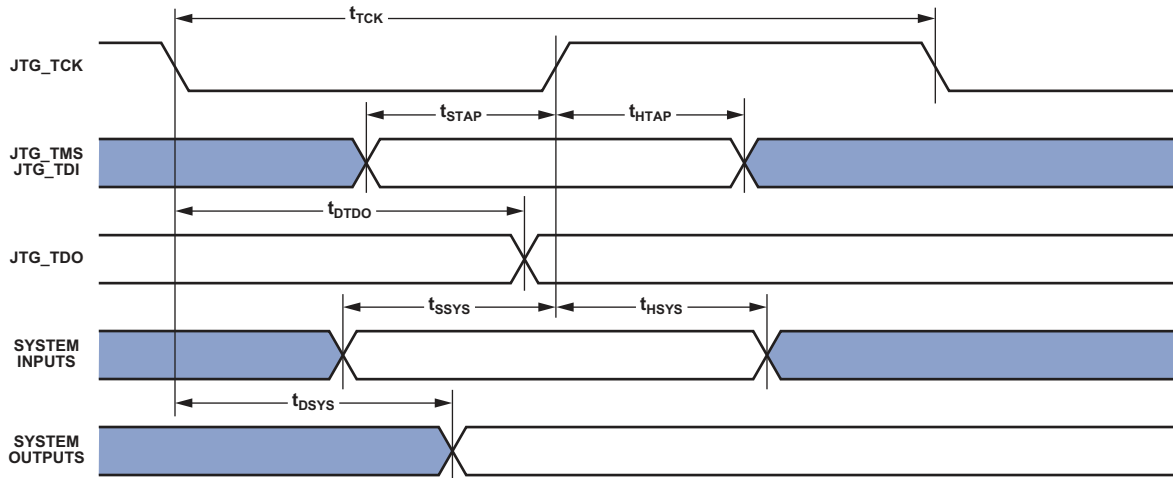 tTCK
JTG_TCK
tSTAP
tHTAP
JTG_TMS
JTG_TDI
tDTDO
JTG_TDO
tSSYS
tHSYS
SYSTEM
INPUTS
tDSYS
SYSTEM
OUTPUTS